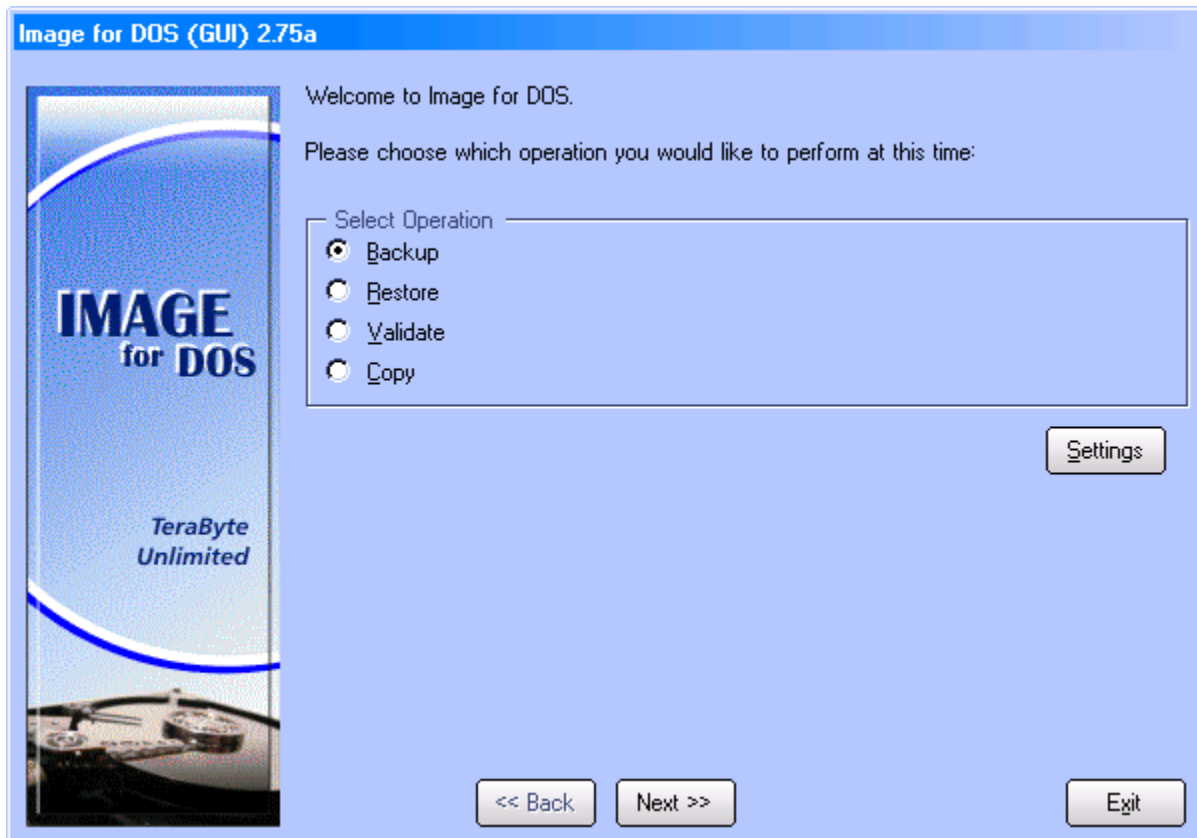 Image for DOS (GUI) 2.75a
Welcome to Image for DOS.
Please choose which operation you would like to perform at this time:
Select Operation
Backup
Restore
Validate
Copy
Settings
IMAGE
for DOS
TeraByte
Unlimited
<< Back
Next >>
Exit